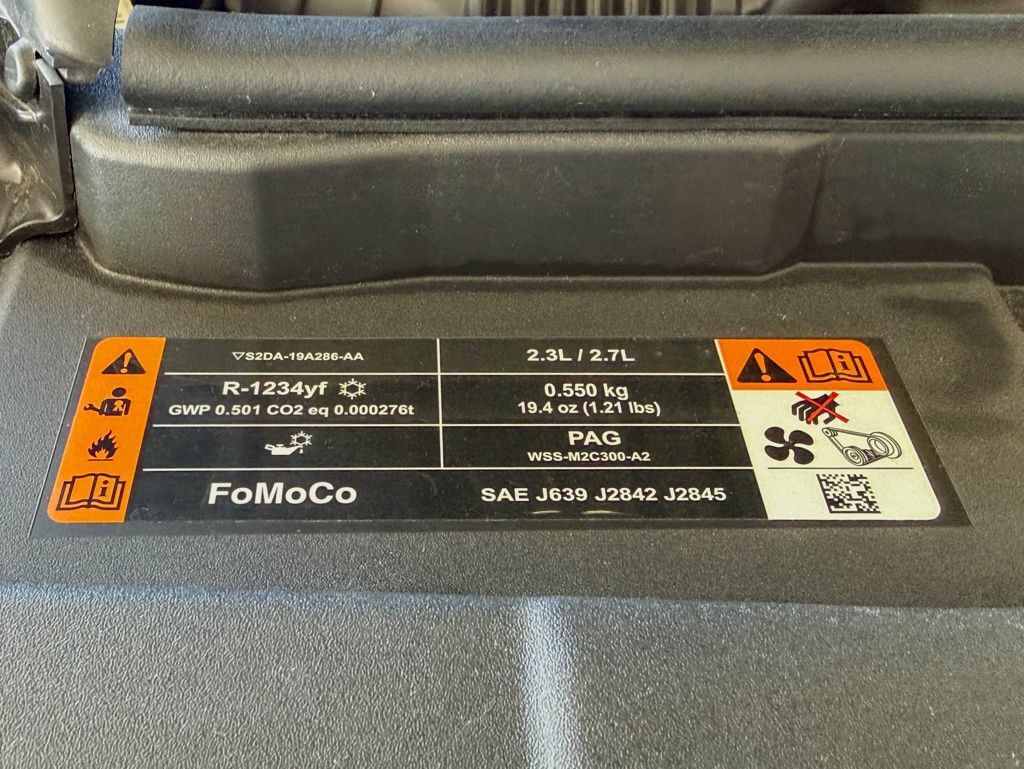 ▽S2DA-19A286-AA
2.3L / 2.7L
R-1234yf
GWP 0.501 CO2 eq 0.000276t
0.550 kg
19.4 oz (1.21 lbs)
PAG
WSS-M2C300-A2
FoMoCo
SAE J639 J2842 J2845